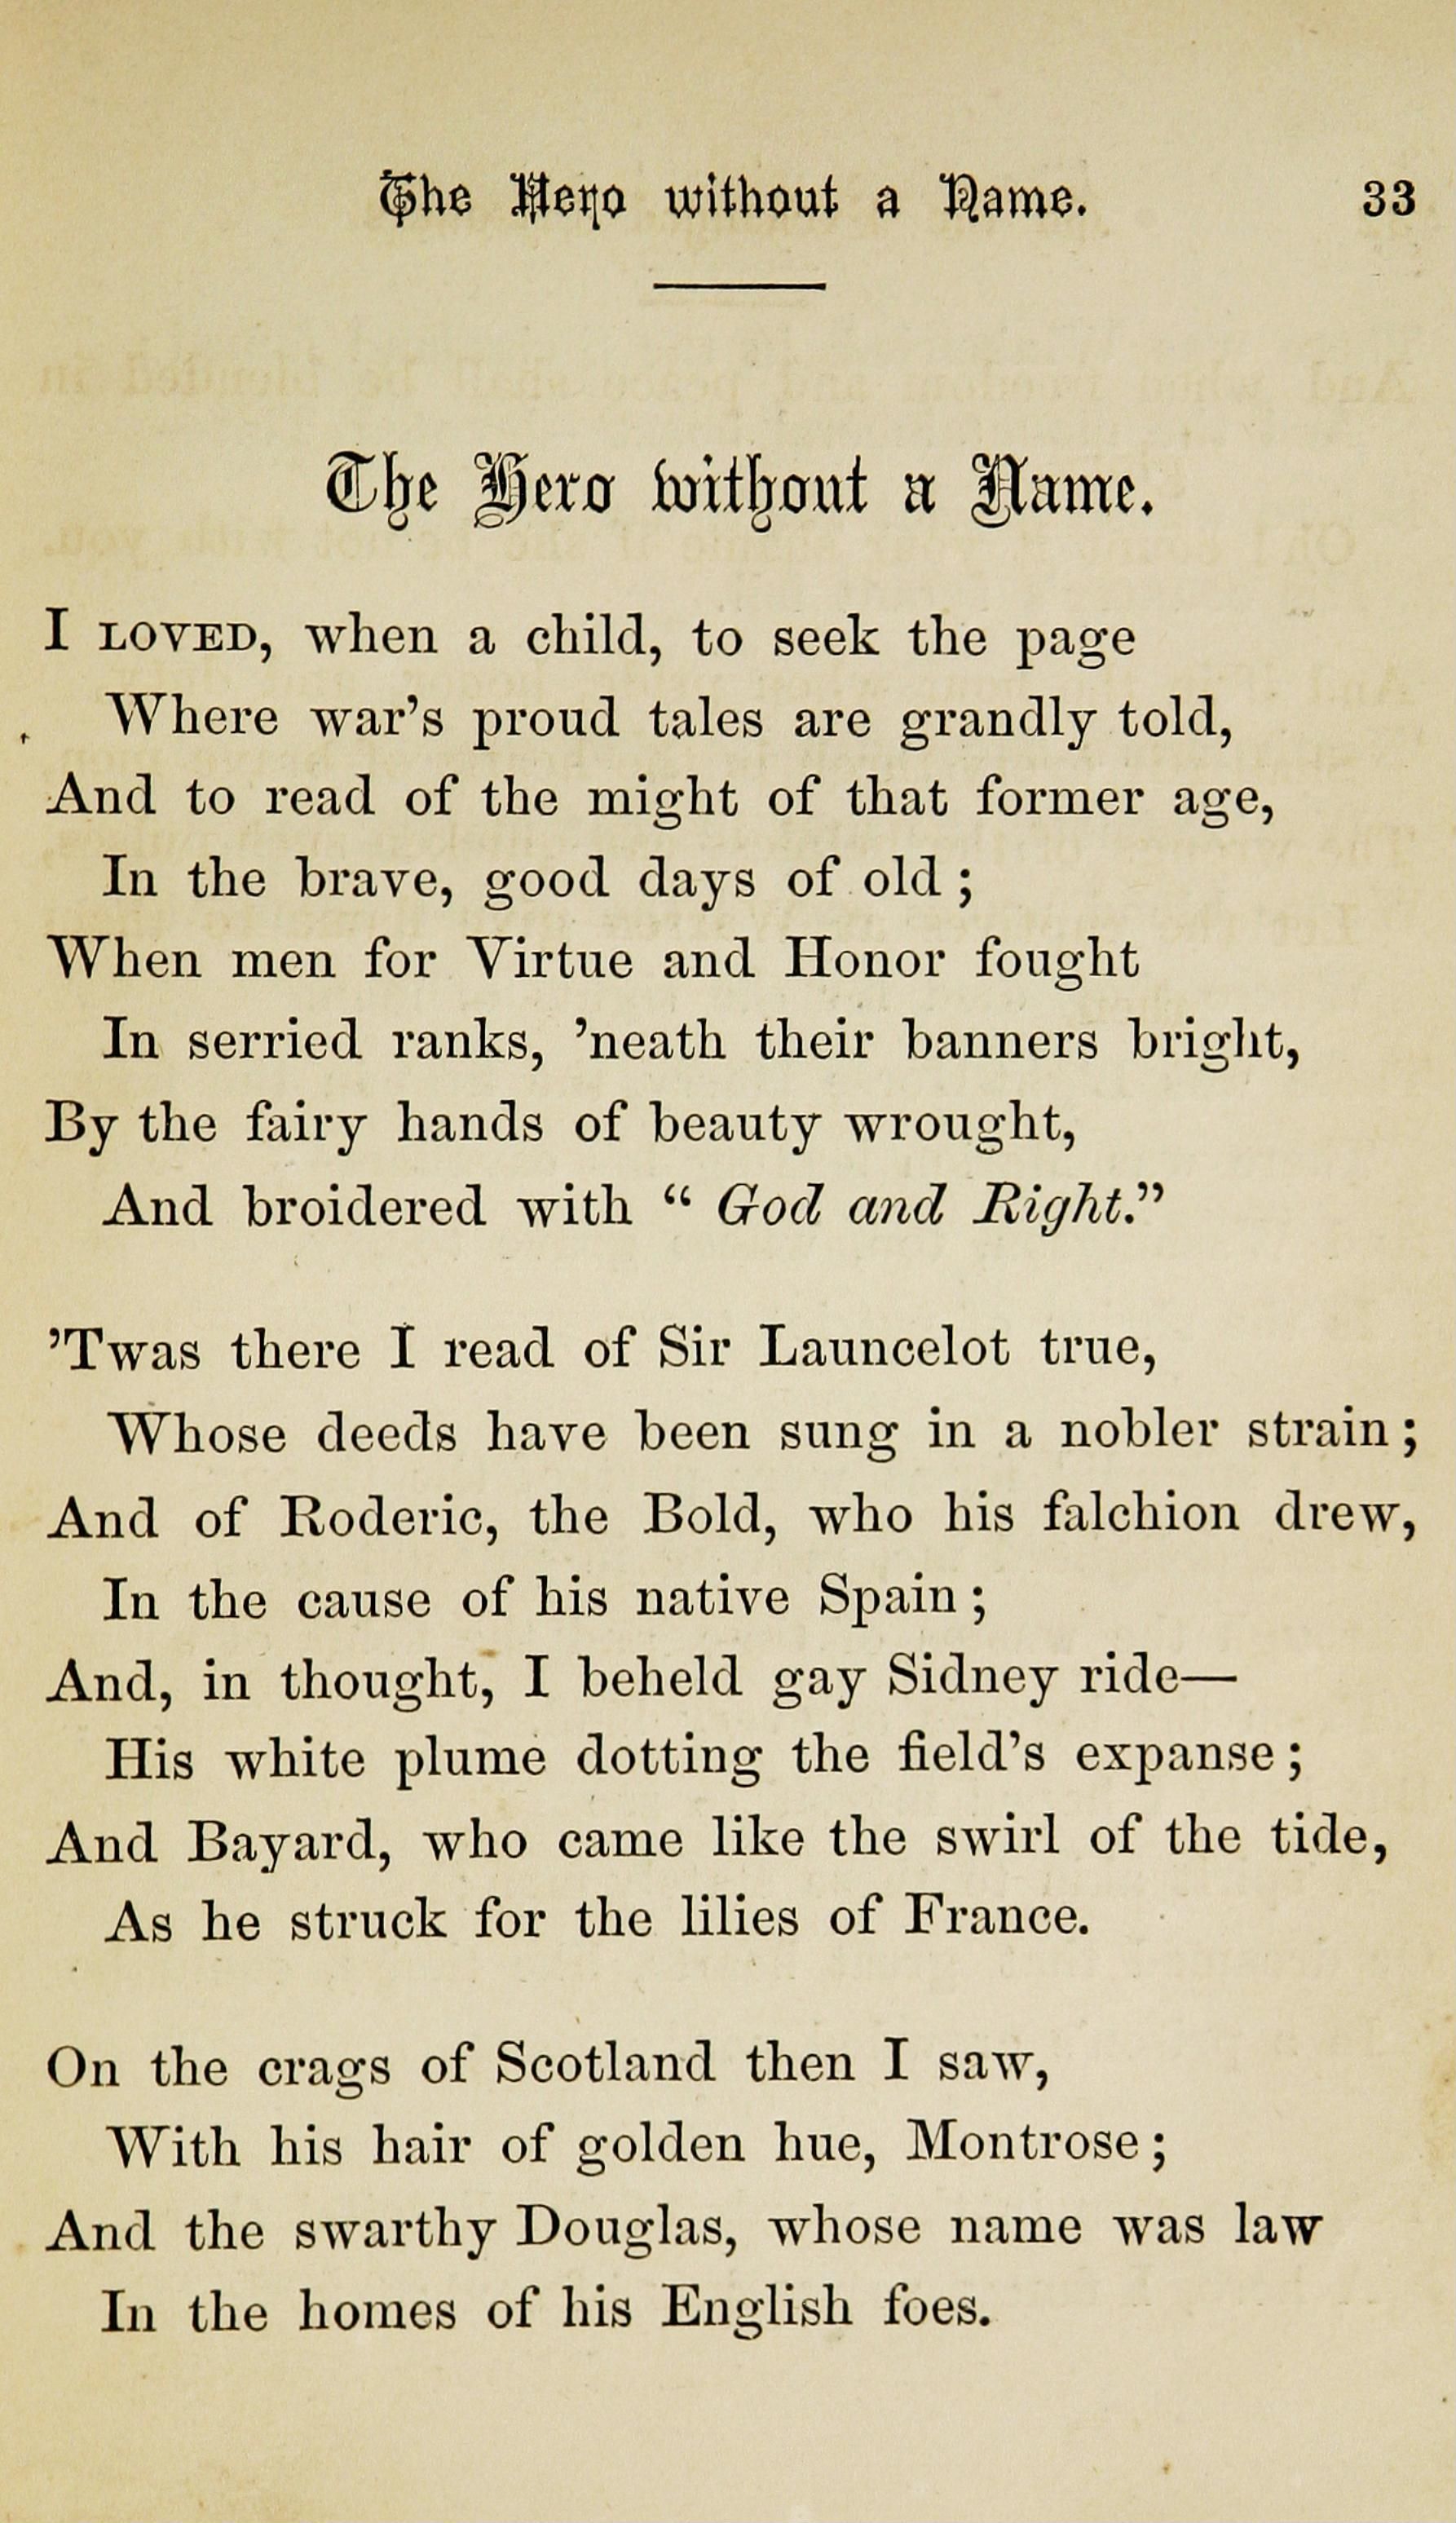 The Hero without a Name. 33
The Hero without a Name.
I LOVED, when a child, to seek the page
Where war's proud tales are grandly told,
And to read of the might of that former age,
In the brave, good days of old;
When men for Virtue and Honor fought
In serried ranks, 'neath their banners bright,
By the fairy hands of beauty wrought,
And broidered with "God and Right."
'Twas there I read of Sir Launcelot true,
Whose deeds have been sung in a nobler strain;
And of Roderic, the Bold, who his falchion drew,
In the cause of his native Spain;
And, in thought, I beheld gay Sidney ride—
His white plume dotting the field's expanse;
And Bayard, who came like the swirl of the tide,
As he struck for the lilies of France.
On the crags of Scotland then I saw,
With his hair of golden hue, Montrose;
And the swarthy Douglas, whose name was law
In the homes of his English foes.